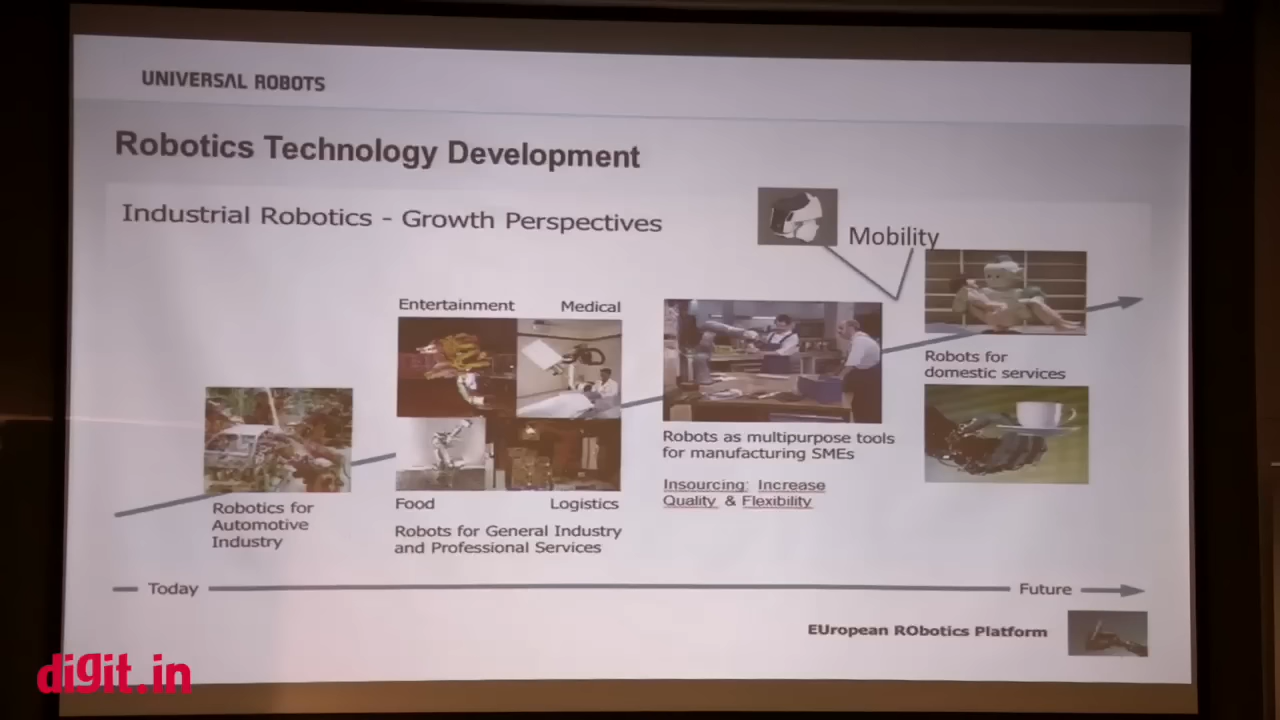 UNIVERSAL ROBOTS
Robotics Technology Development
Industrial Robotics - Growth Perspectives
Mobility
Entertainment Medical
Food Logistics
Robotics for
Automotive
Industry
Robots for General Industry
and Professional Services
Robots as multipurpose tools
for manufacturing SMEs
Insourcing: Increase
Quality & Flexibility
Robots for
domestic services
Today
Future
EUropean RObotics Platform
digit.in